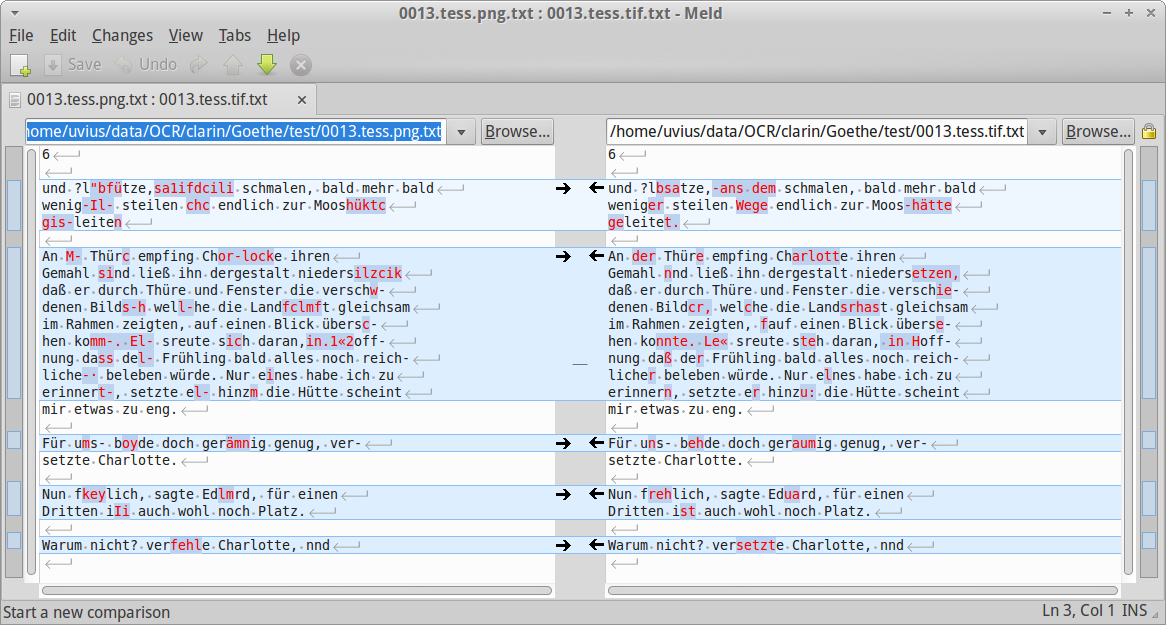 0013.tess.png.txt : 0013.tess.tif.txt - Meld
File Edit Changes View Tabs Help
Save Undo
0013.tess.png.txt : 0013.tess.tif.txt
home/uvius/data/OCR/clarin/Goethe/test/0013.tess.png.txt Browse...
/home/uvius/data/OCR/clarin/Goethe/test/0013.tess.tif.txt Browse...
6
und ?l"bfütze,sa1ifdcili schmalen, bald mehr bald
wenig-Il- steilen chc endlich zur Mooshüktc
gis-leiten
An M- Thürc empfing Chor-locke ihren
Gemahl sind ließ ihn dergestalt niedersilzcik
daß er durch Thüre und Fenster die verschw-
denen Bilds-h well-he die Landfclmft gleichsam
im Rahmen zeigten, auf einen Blick übersc-
hen komm-. El- sreute sich daran,in.1«2off-
nung dass del- Frühling bald alles noch reich-
liche-· beleben würde. Nur eines habe ich zu
erinnert-, setzte el- hinzm die Hütte scheint
mir etwas zu eng.
Für ums- boyde doch gerämnig genug, ver-
setzte Charlotte.
Nun fkeylich, sagte Edlmrd, für einen
Dritten iIi auch wohl noch Platz.
Warum nicht? verfehle Charlotte, nnd
6
und ?lbsatze,-ans dem schmalen, bald mehr bald
weniger steilen Wege endlich zur Moos-hätte
geleitet.
An der Thüre empfing Charlotte ihren
Gemahl nnd ließ ihn dergestalt niedersetzen,
daß er durch Thüre und Fenster die verschie-
denen Bildcr, welche die Landsrhast gleichsam
im Rahmen zeigten, fauf einen Blick überse-
hen konnte. Le« sreute steh daran, in Hoff-
nung daß der Frühling bald alles noch reich-
licher beleben würde. Nur elnes habe ich zu
erinnern, setzte er hinzu: die Hütte scheint
mir etwas zu eng.
Für uns- behde doch geraumig genug, ver-
setzte Charlotte.
Nun frehlich, sagte Eduard, für einen
Dritten ist auch wohl noch Platz.
Warum nicht? versetzte Charlotte, nnd
Start a new comparison
Ln 3, Col 1 INS